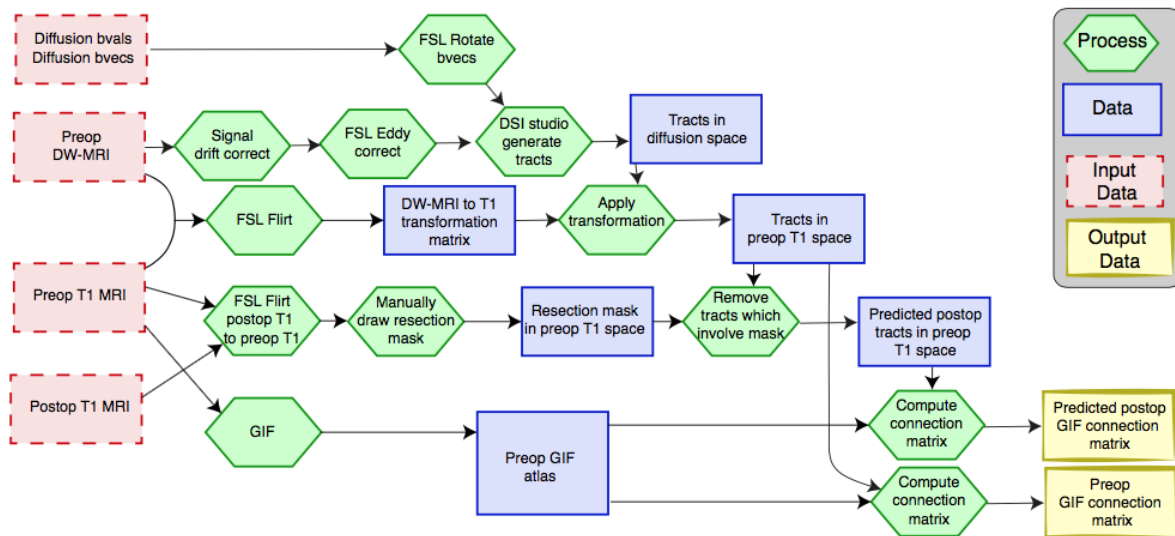 Diffusion bvals
Diffusion bvecs
FSL Rotate
bvecs
Process
Preop
DW-MRI
Signal
drift correct
FSL Eddy
correct
DSI studio
generate
tracts
Tracts in
diffusion space
Data
Input
Data
FSL Flirt
DW-MRI to T1
transformation
matrix
Apply
transformation
Tracts in
preop T1 space
Output
Data
Preop T1 MRI
FSL Flirt
postop T1
to preop T1
Manually
draw resection
mask
Resection mask
in preop T1 space
Remove
tracts which
involve mask
Predicted postop
tracts in preop
T1 space
Postop T1 MRI
GIF
Preop GIF
atlas
Compute
connection
matrix
Predicted postop
GIF connection
matrix
Compute
connection
matrix
Preop
GIF connection
matrix